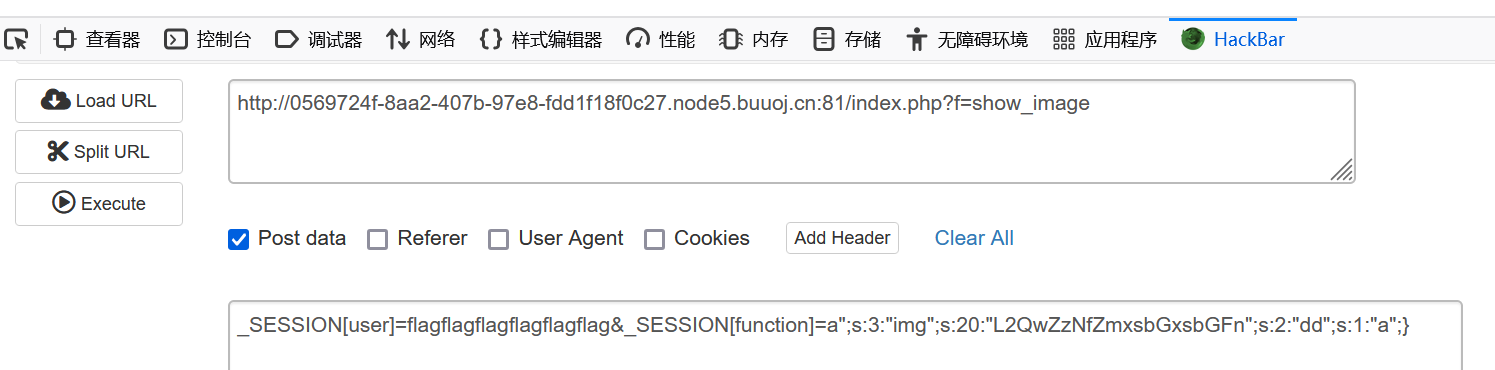 查看器 控制台 调试器 网络 样式编辑器 性能 内存 存储 无障碍环境 应用程序 HackBar
Load URL
Split URL
Execute
http://0569724f-8aa2-407b-97e8-fdd1f18f0c27.node5.buuoj.cn:81/index.php?f=show_image
Post data Referer User Agent Cookies Add Header Clear All
_SESSION[user]=flagflagflagflagflagflag&_SESSION[function]=a";s:3:"img";s:20:"L2QwZzNfZmxsbGxsbGFn";s:2:"dd";s:1:"a";}